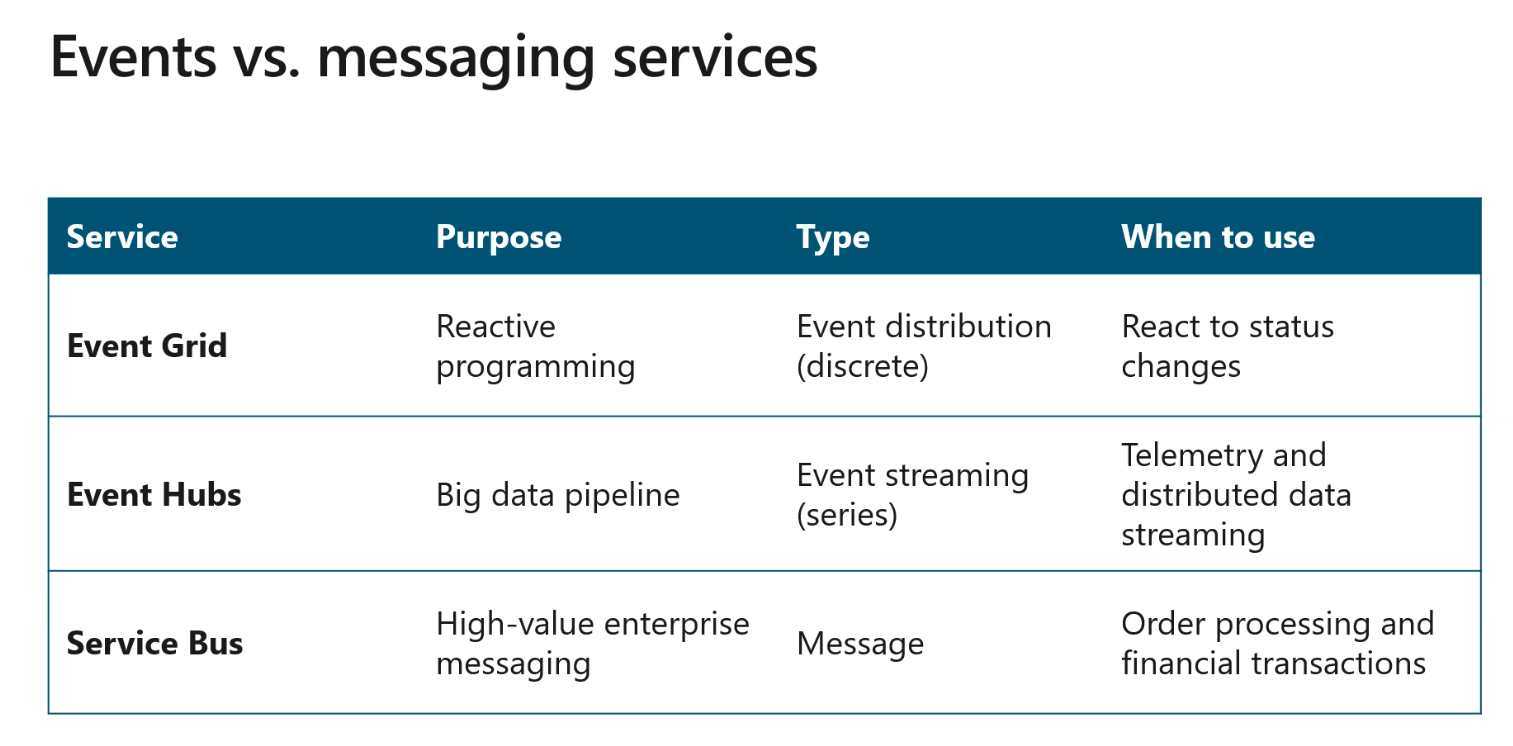 Events vs. messaging services
Service Purpose Type When to use
Event Grid
Reactive
programming
Event distribution
(discrete)
React to status
changes
Event Hubs
Big data pipeline
Event streaming
(series)
Telemetry and
distributed data
streaming
Service Bus
High-value enterprise
messaging
Message
Order processing and
financial transactions